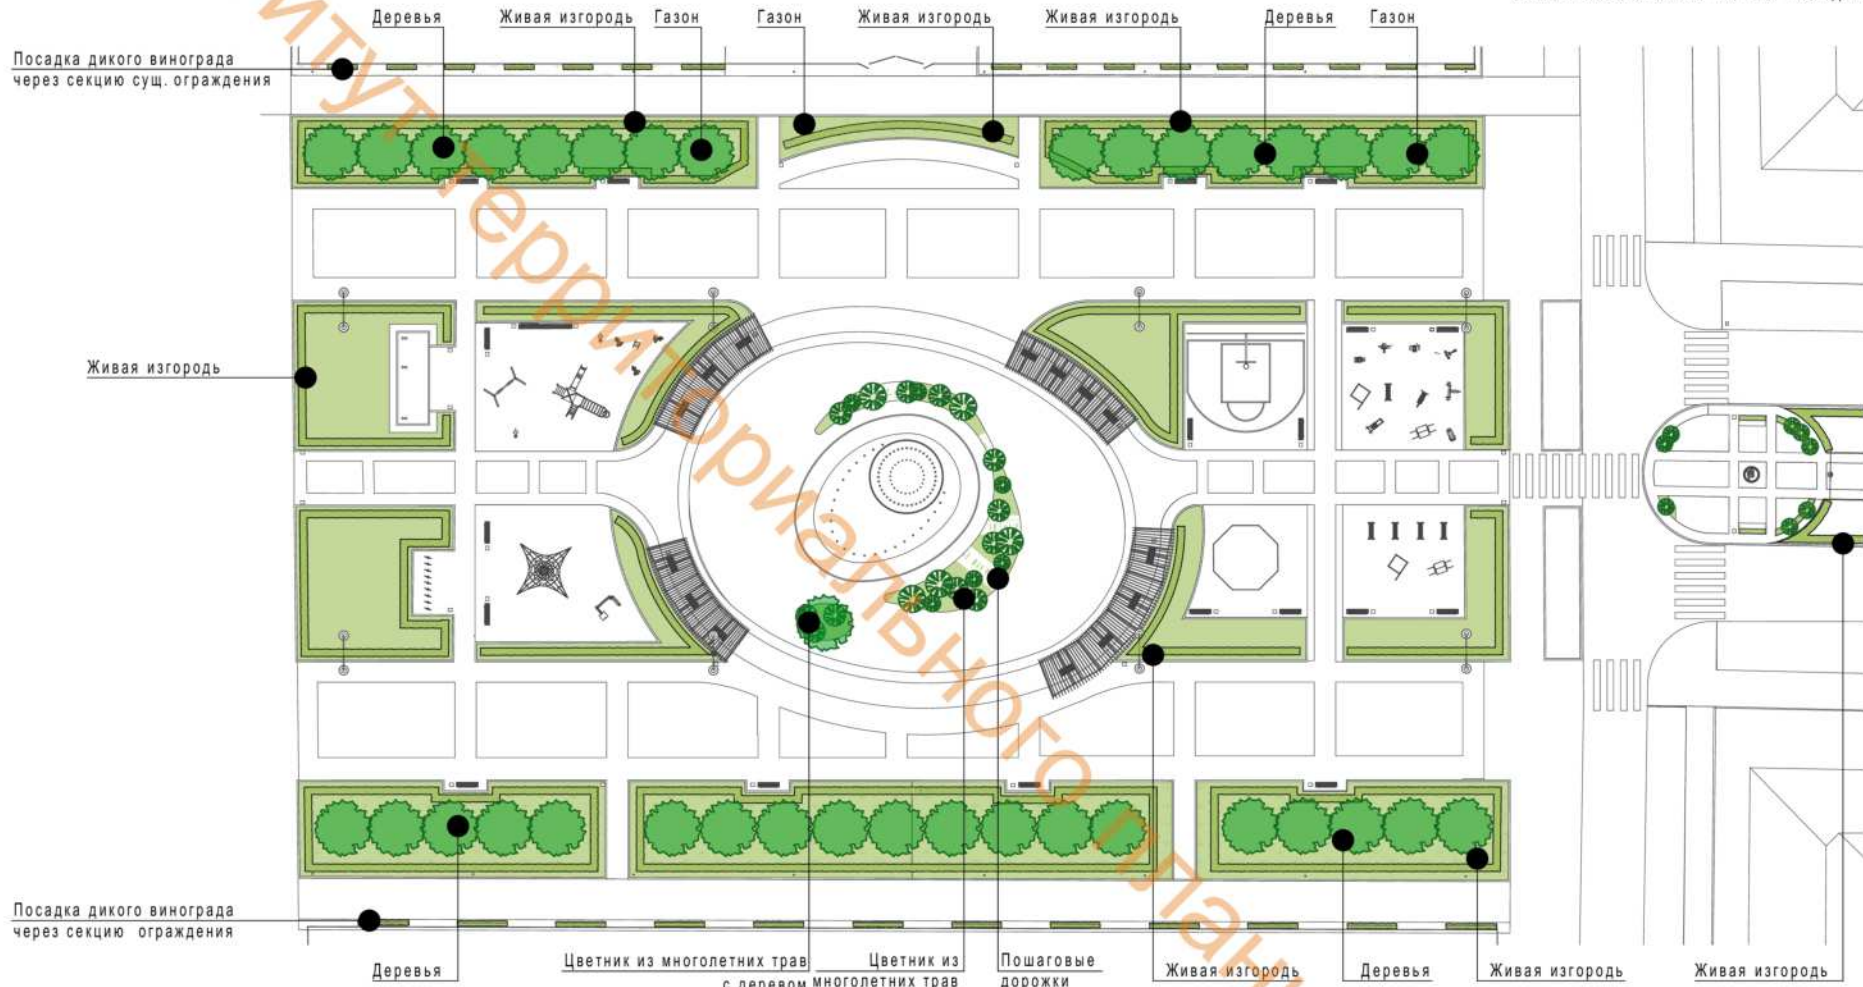 Деревья
Живая изгородь
Газон
Газон
Живая изгородь
Живая изгородь
Деревья
Газон
Посадка дикого винограда
через секцию сущ. ограждения
Живая изгородь
территориального плани
Посадка дикого винограда
через секцию ограждения
Деревья
Цветник из многолетних трав
с деревом
Цветник из
многолетних трав
Пошаговые
дорожки
Живая изгородь
Деревья
Живая изгородь
Живая изгородь